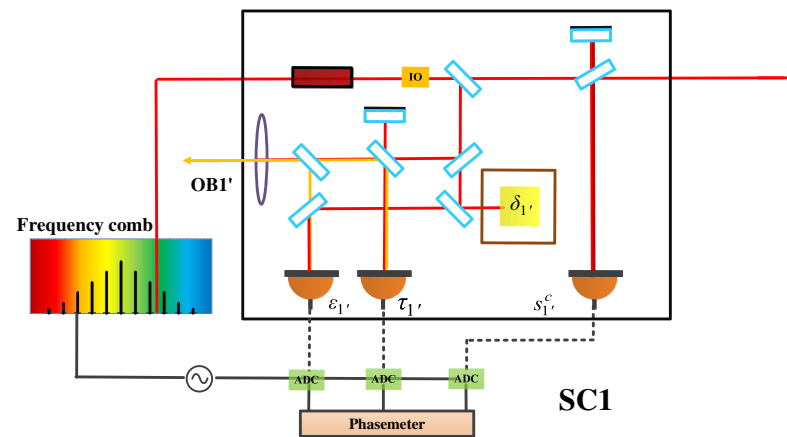 IO
OB1'
δ1'
Frequency comb
ε1' τ1' s1'c
ADC ADC ADC
SC1
Phasemeter